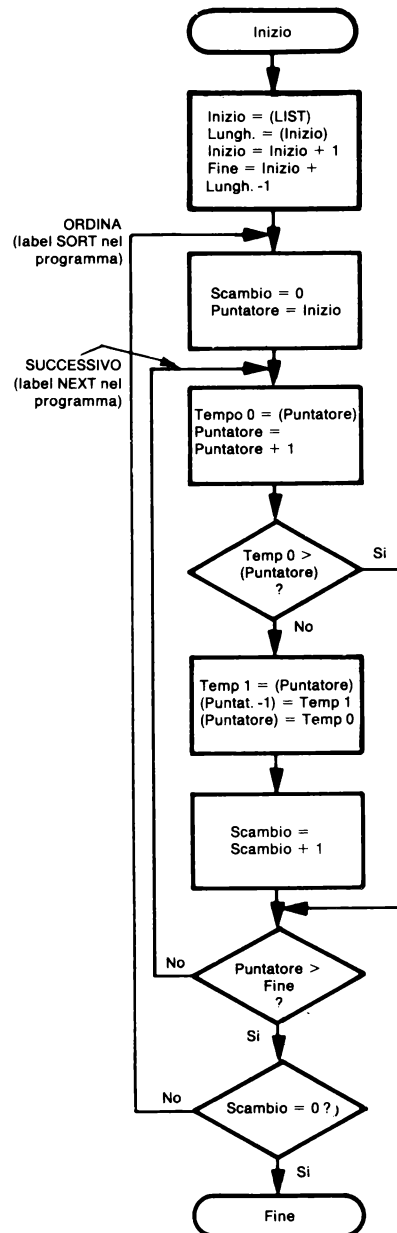 Inizio
Inizio = (LIST)
Lungh. = (Inizio)
Inizio = Inizio + 1
Fine = Inizio +
Lungh. -1
ORDINA
(label SORT nel
programma)
Scambio = 0
Puntatore = Inizio
SUCCESSIVO
(label NEXT nel
programma)
Tempo 0 = (Puntatore)
Puntatore =
Puntatore + 1
Temp 0 >
(Puntatore)
?
Si
No
Temp 1 = (Puntatore)
(Puntat. -1) = Temp 1
(Puntatore) = Temp 0
Scambio =
Scambio + 1
No
Puntatore >
Fine
?
Si
No
Scambio = 0?)
Si
Fine